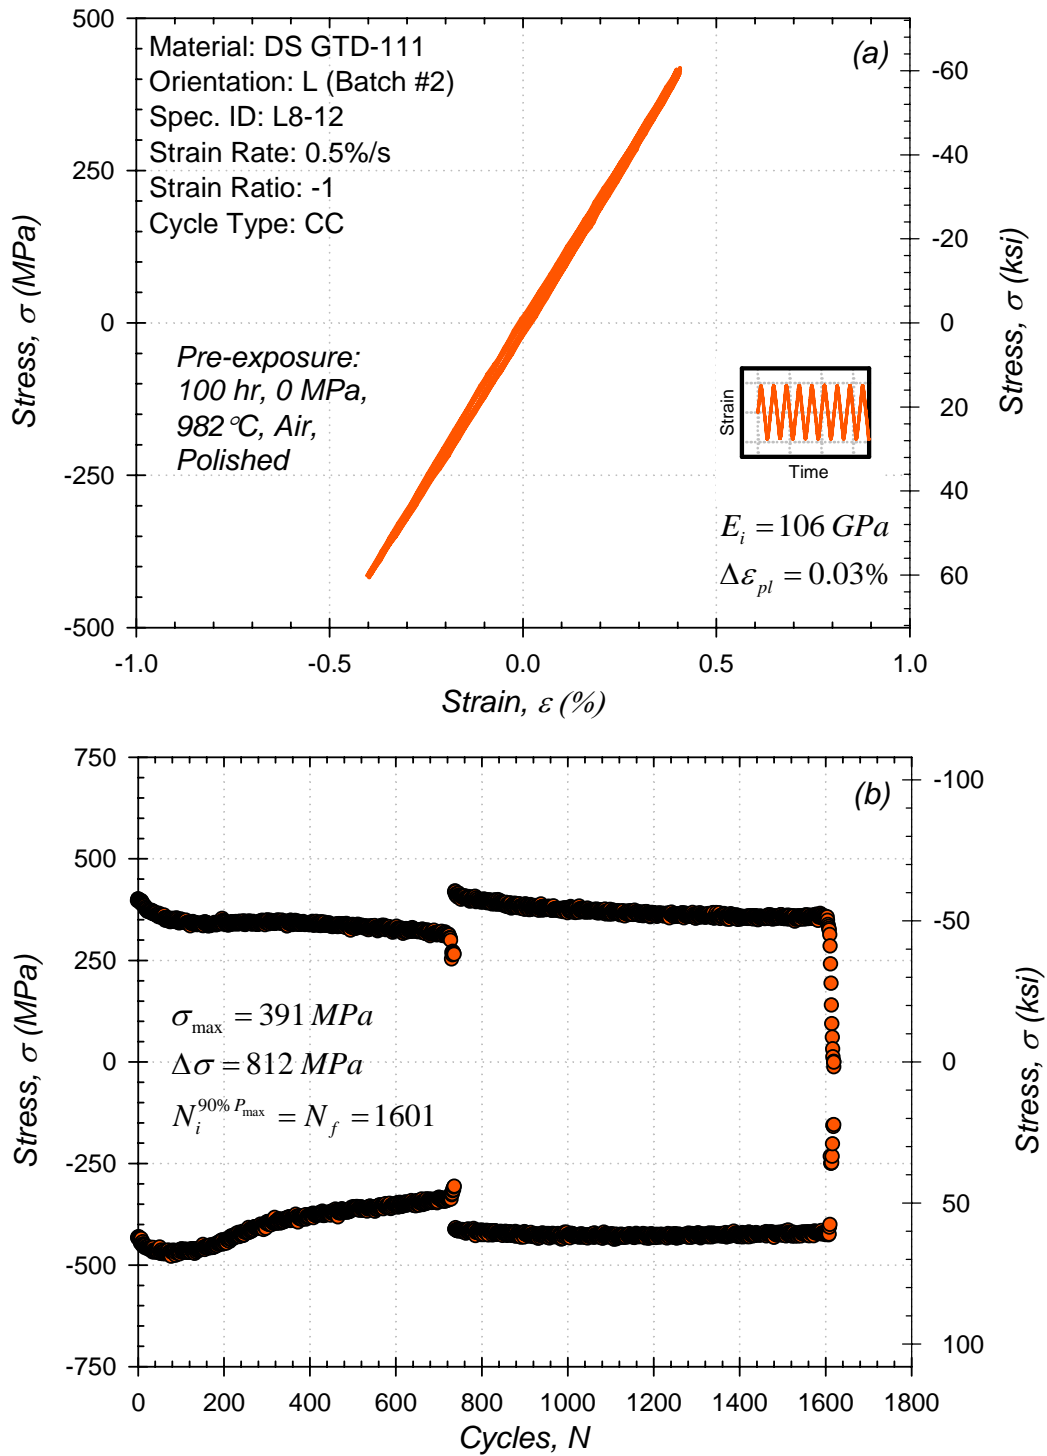 (a)
Material: DS GTD-111
Orientation: L (Batch #2)
Spec. ID: L8-12
Strain Rate: 0.5%/s
Strain Ratio: -1
Cycle Type: CC
Pre-exposure:
100 hr, 0 MPa,
982°C, Air,
Polished
Strain
Time
E_i = 106 GPa
Δε_pl = 0.03%
500
250
0
-250
-500
Stress, σ (MPa)
-60
-40
-20
0
20
40
60
Stress, σ (ksi)
-1.0 -0.5 0.0 0.5 1.0
Strain, ε (%)
(b)
750
500
250
0
-250
-500
-750
Stress, σ (MPa)
σ_max = 391 MPa
Δσ = 812 MPa
N_i^90% P_max = N_f = 1601
-100
-50
0
50
100
Stress, σ (ksi)
0 200 400 600 800 1000 1200 1400 1600 1800
Cycles, N